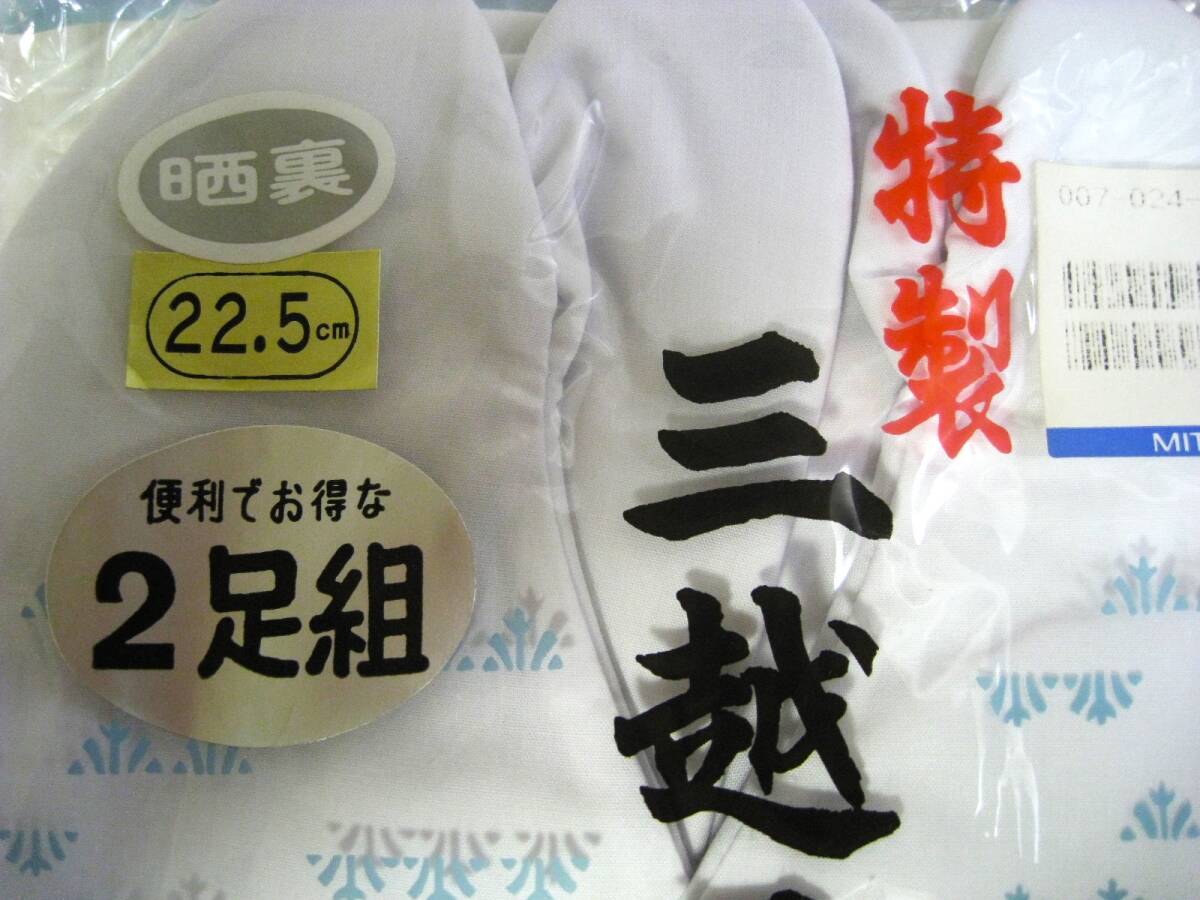 晒裏
22.5cm
便利でお得な
2足組
特製
三越
007-024-
MIT